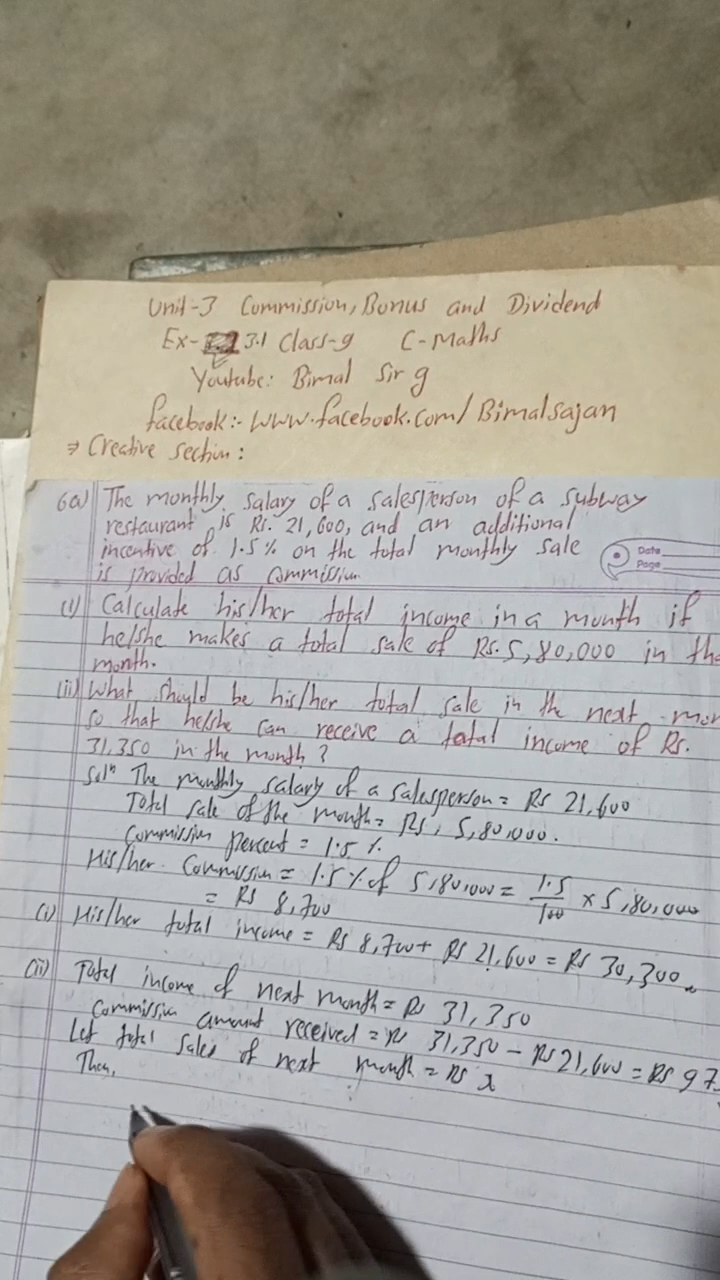 Unit-3 Commission, Bonus and Dividend
Ex- 3.1 Class-9 C-Maths
Youtube: Bimal Sir g
facebook:- www.facebook.com/Bimalsajan
⇒ Creative section:
6a) The monthly salary of a salesperson of a subway
restaurant is Rs. 21,600, and an additional
incentive of 1.5% on the total monthly sale
is provided as commission
Date
Page
(i) Calculate his/her total income in a month if
he/she makes a total sale of Rs. 5,80,000 in the
month.
(ii) What should be his/her total sale in the next mon
so that he/she can receive a total income of Rs.
31,350 in the month?
Solⁿ The monthly salary of a salesperson = Rs 21,600
Total sale of the month = Rs, 5,80,000.
Commission percent = 1.5%
His/her Commission = 1.5% of 5,80,000 = 1.5/100 × 5,80,000
= Rs 8,700
(i) His/her total income = Rs 8,700 + Rs 21,600 = Rs 30,300
(ii) Total income of next month = Rs 31,350
Commission amount received = Rs 31,350 - Rs 21,600 = Rs 97
Let total sales of next month = Rs x
Then,